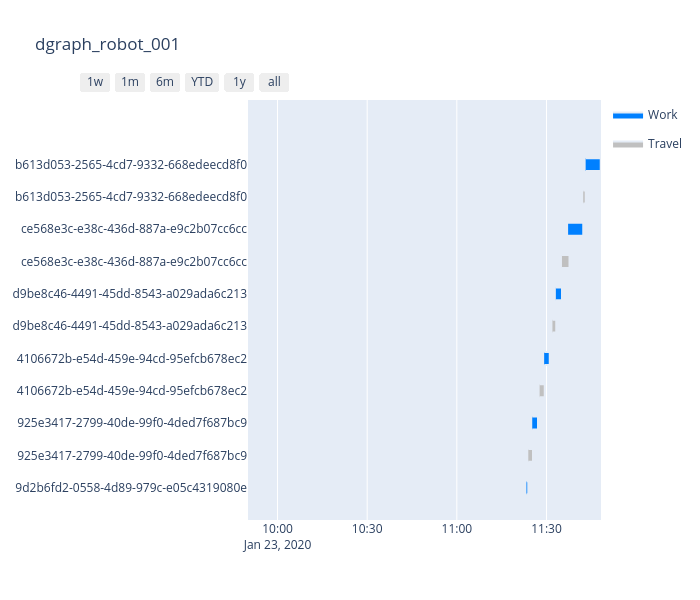 dgraph_robot_001
1w 1m 6m YTD 1y all
Work
Travel
b613d053-2565-4cd7-9332-668edeecd8f0
b613d053-2565-4cd7-9332-668edeecd8f0
ce568e3c-e38c-436d-887a-e9c2b07cc6cc
ce568e3c-e38c-436d-887a-e9c2b07cc6cc
d9be8c46-4491-45dd-8543-a029ada6c213
d9be8c46-4491-45dd-8543-a029ada6c213
4106672b-e54d-459e-94cd-95efcb678ec2
4106672b-e54d-459e-94cd-95efcb678ec2
925e3417-2799-40de-99f0-4ded7f687bc9
925e3417-2799-40de-99f0-4ded7f687bc9
9d2b6fd2-0558-4d89-979c-e05c4319080e
10:00 10:30 11:00 11:30
Jan 23, 2020